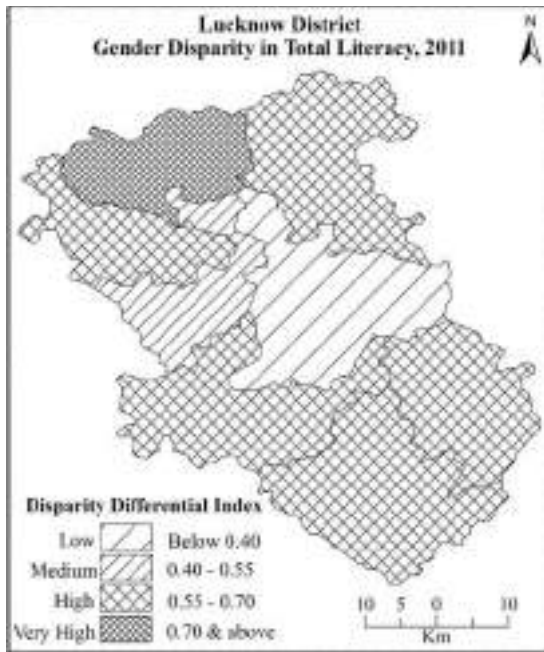 Lucknow District
Gender Disparity in Total Literacy, 2011
N
Disparity Differential Index
Low Below 0.40
Medium 0.40 - 0.55
High 0.55 - 0.70
Very High 0.70 & above
10 5 0 10
Km